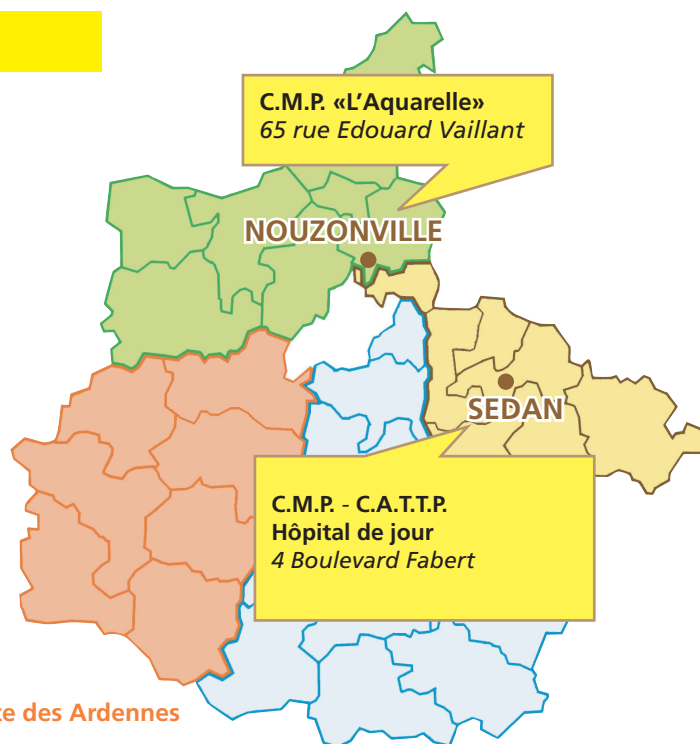 C.M.P. «L’Aquarelle»
65 rue Edouard Vaillant
NOUZONVILLE
SEDAN
C.M.P. - C.A.T.T.P.
Hôpital de jour
4 Boulevard Fabert
des Ardennes